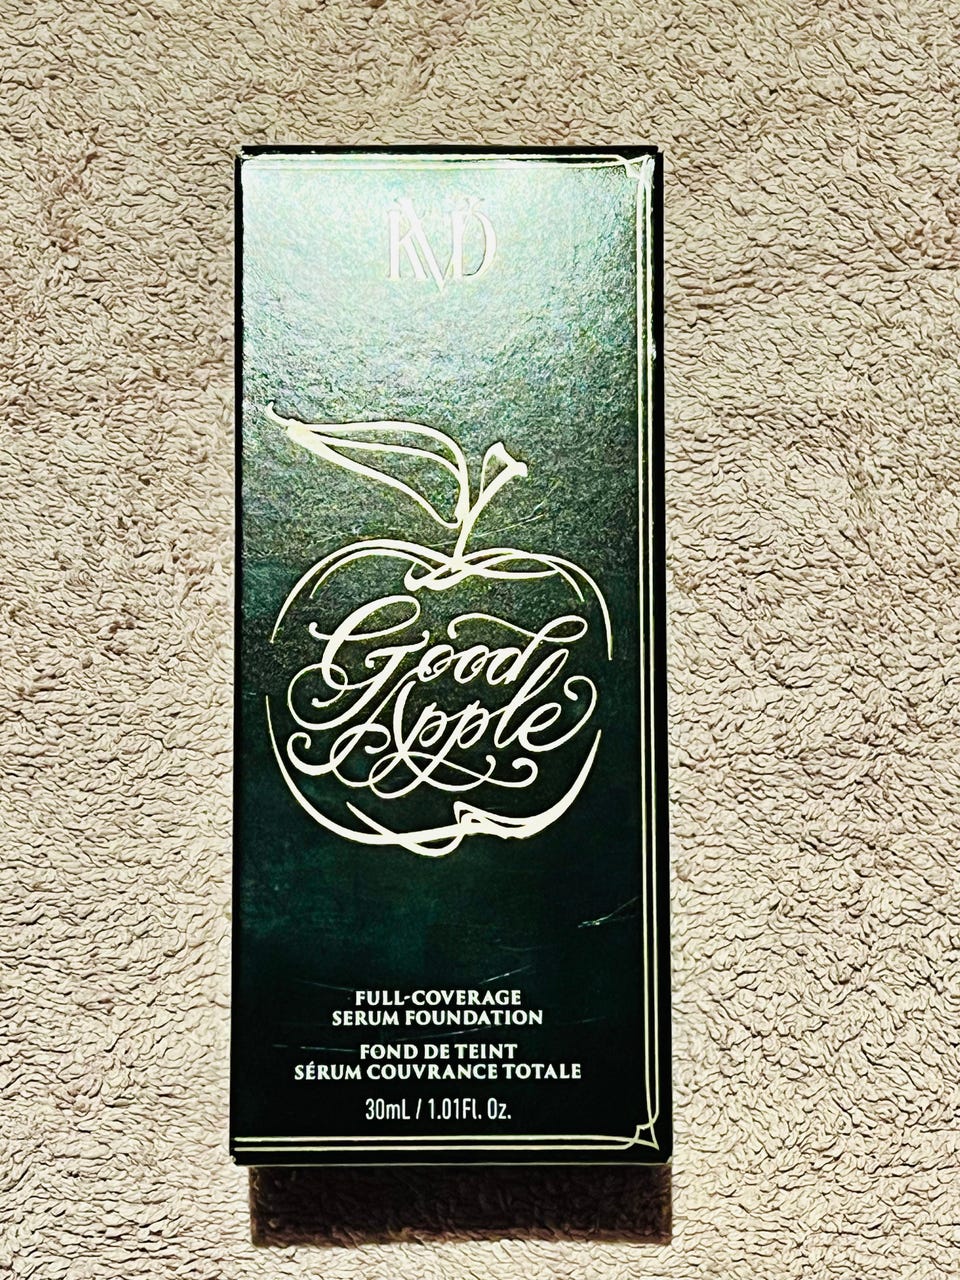 KVD
Good
Apple
FULL-COVERAGE
SERUM FOUNDATION
FOND DE TEINT
SÉRUM COUVRANCE TOTALE
30mL / 1.01Fl. Oz.